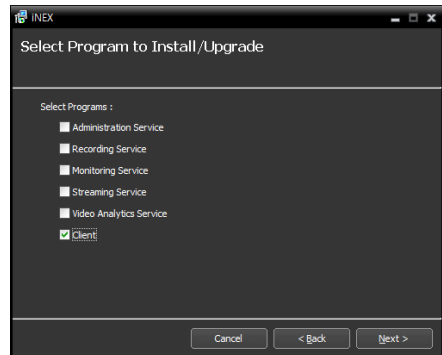 INEX
Select Program to Install/Upgrade
Select Programs :
Administration Service
Recording Service
Monitoring Service
Streaming Service
Video Analytics Service
Client
Cancel
< Back
Next >